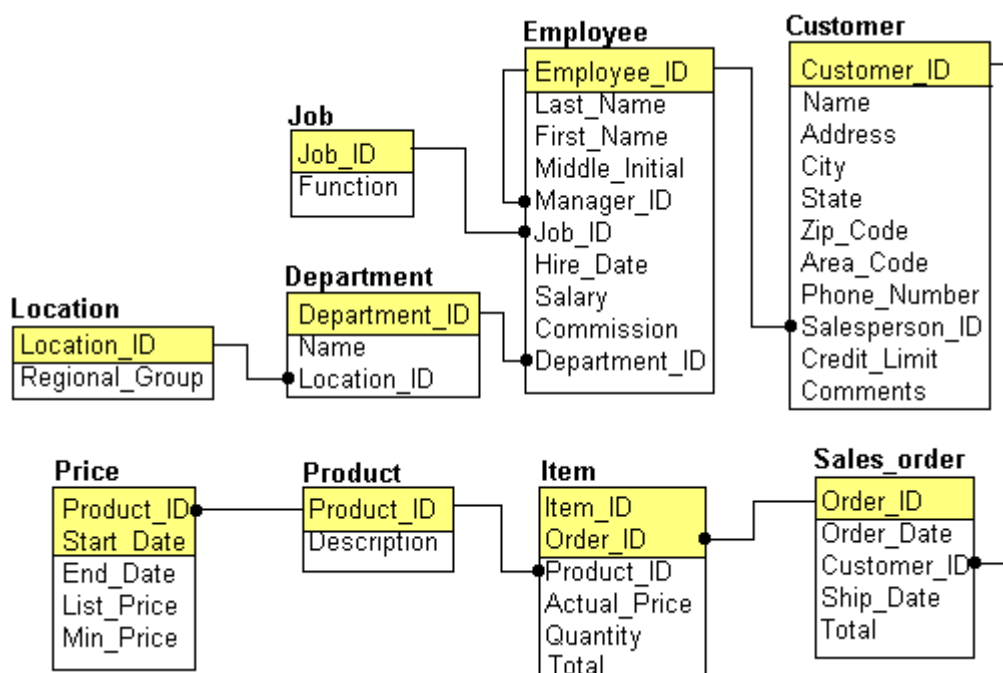 Employee
Employee_ID
Last_Name
First_Name
Middle_Initial
Manager_ID
Job_ID
Hire_Date
Salary
Commission
Department_ID
Customer
Customer_ID
Name
Address
City
State
Zip_Code
Area_Code
Phone_Number
Salesperson_ID
Credit_Limit
Comments
Job
Job_ID
Function
Department
Department_ID
Name
Location_ID
Location
Location_ID
Regional_Group
Price
Product_ID
Start_Date
End_Date
List_Price
Min_Price
Product
Product_ID
Description
Item
Item_ID
Order_ID
Product_ID
Actual_Price
Quantity
Total
Sales_order
Order_ID
Order_Date
Customer_ID
Ship_Date
Total